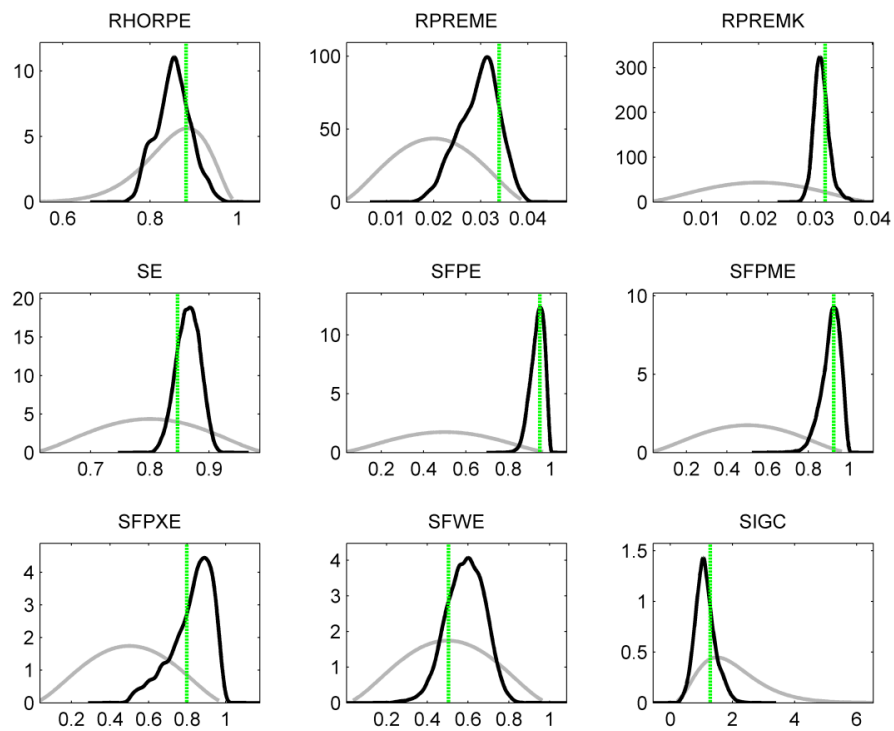 RHORPE RPREME RPREMK
10 5 0 0.6 0.8 1
100 50 0 0.01 0.02 0.03 0.04
300 200 100 0 0.01 0.02 0.03 0.04
SE SFPE SFPME
20 15 10 5 0 0.7 0.8 0.9
10 5 0 0.2 0.4 0.6 0.8 1
10 5 0 0.2 0.4 0.6 0.8 1
SFPXE SFWE SIGC
4 3 2 1 0 0.2 0.4 0.6 0.8 1
4 3 2 1 0 0.2 0.4 0.6 0.8 1
1.5 1 0.5 0 0 2 4 6